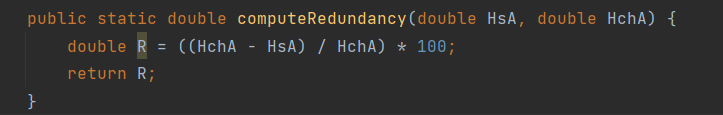 public static double computeRedundancy(double HsA, double HchA) {
    double R = ((HchA - HsA) / HchA) * 100;
    return R;
}